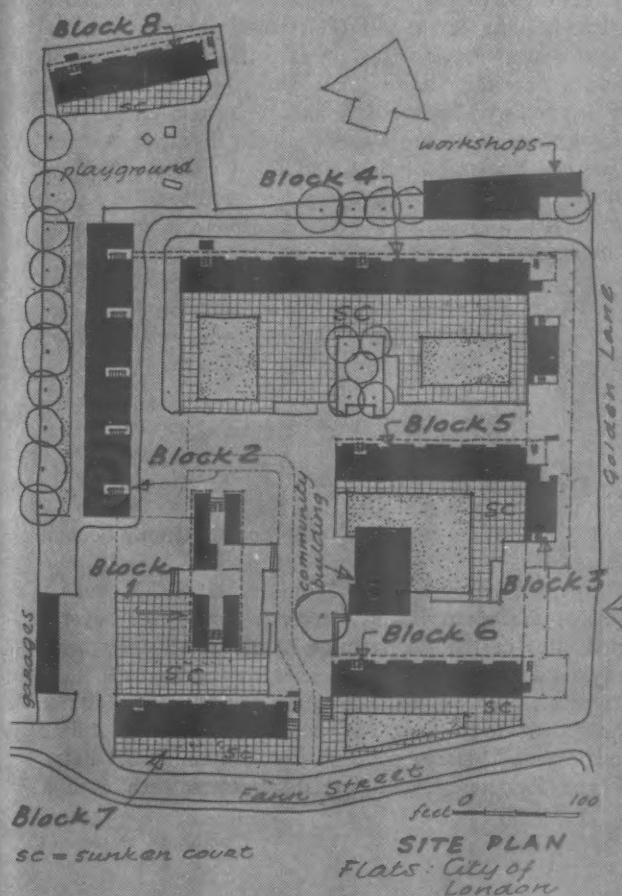 Block 8
SC
playground
workshops
Block 4
SC
Golden Lane
Block 5
Block 2
SC
community
building
Block 3
Block
1
SC
Block 6
garages
SC
SC
Fann Street
Block 7
feet 0 100
sc = sunken court
SITE PLAN
Flats: City of
London